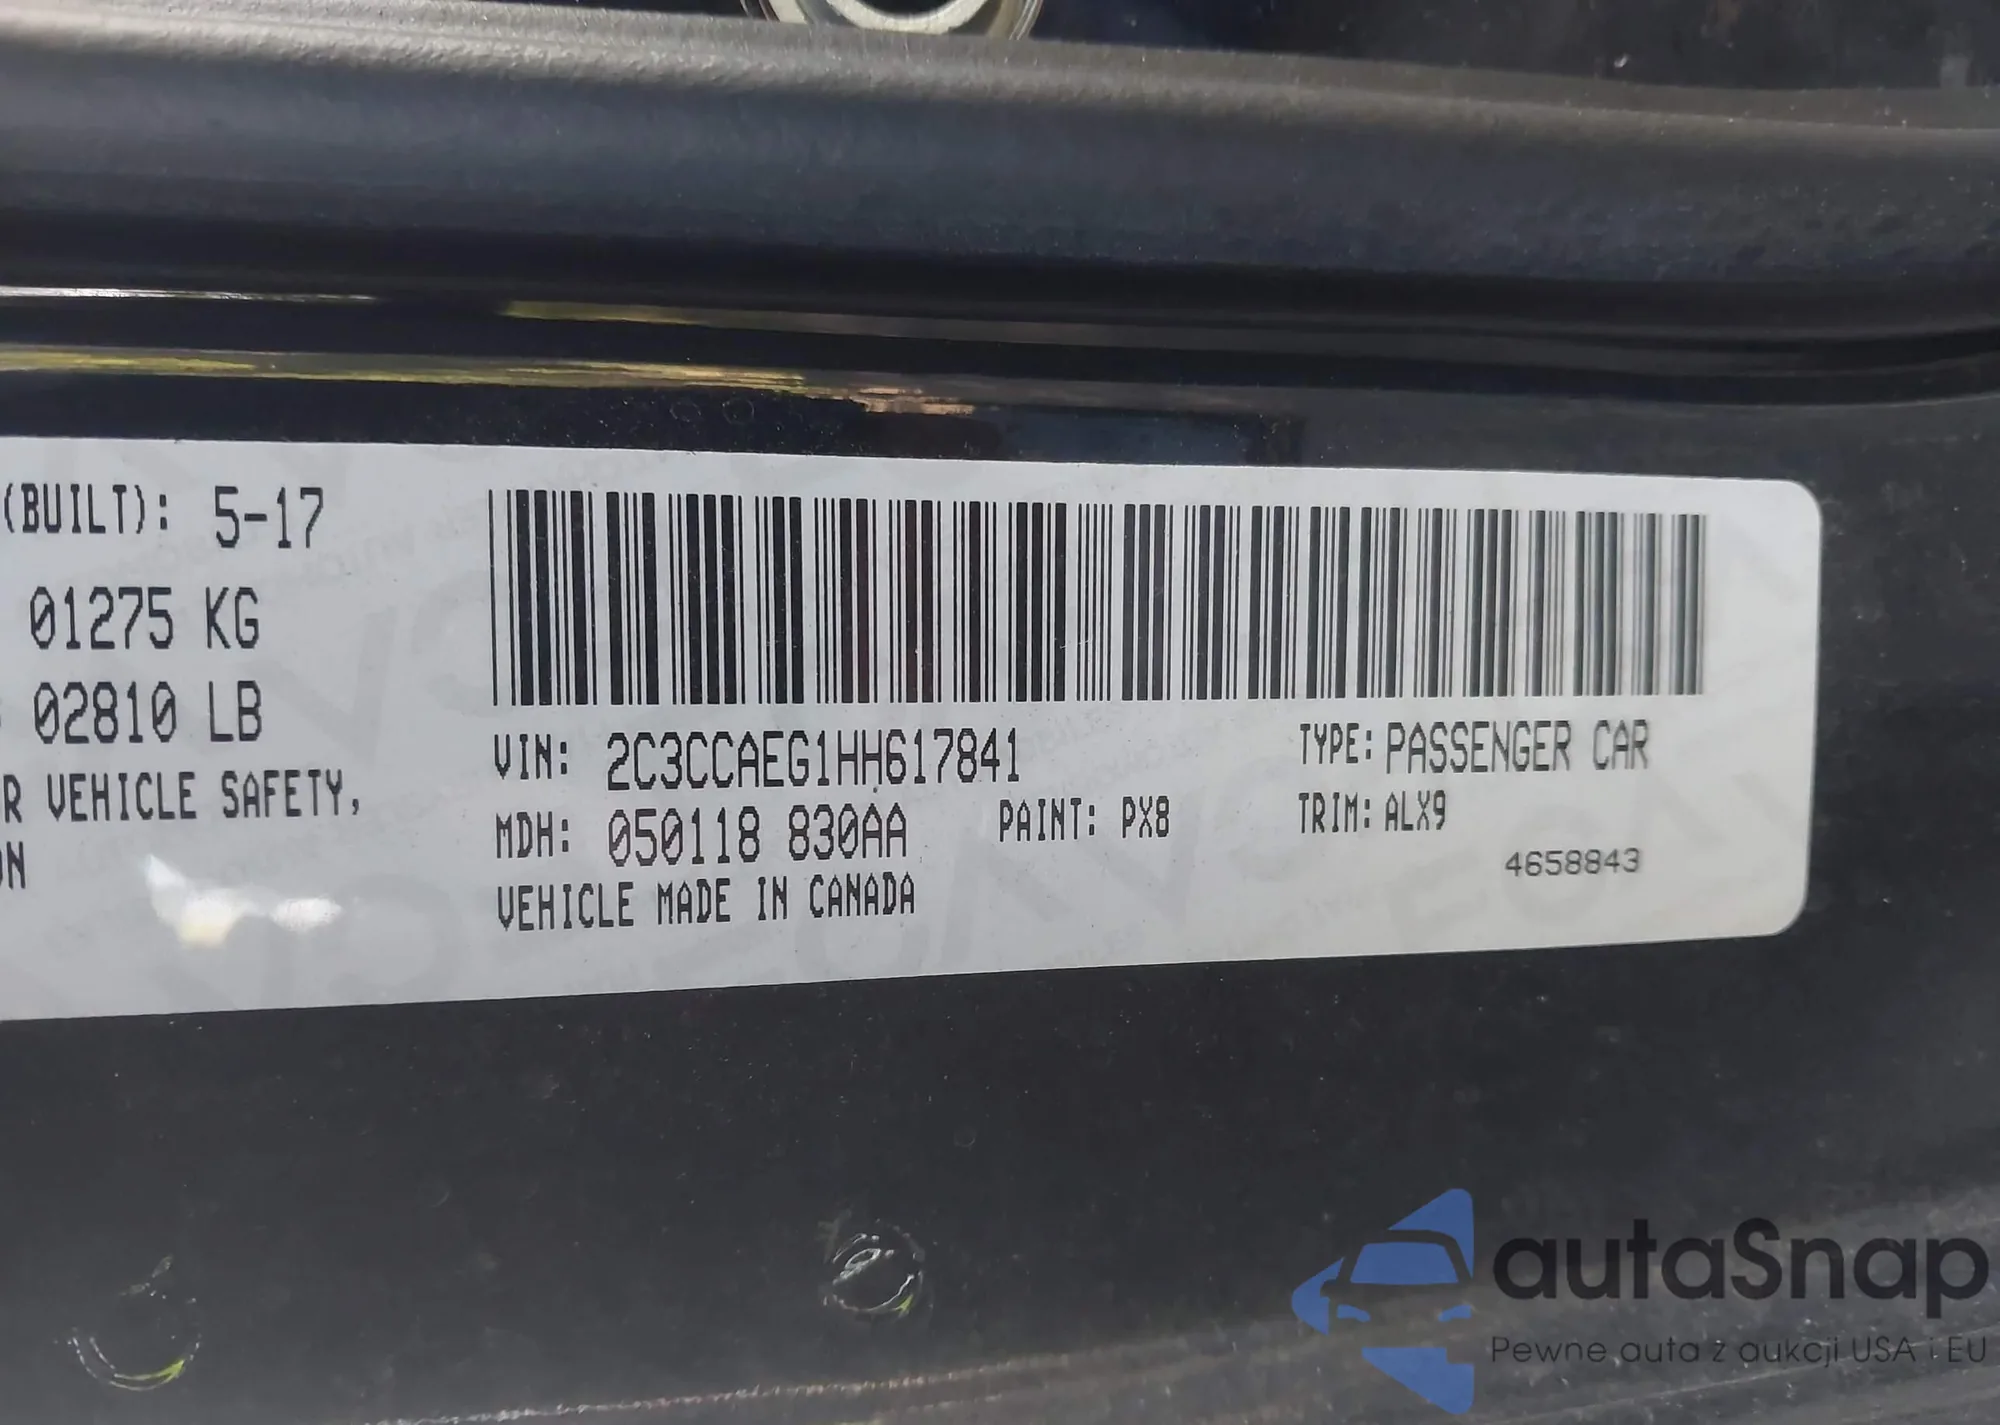 (BUILT): 5-17
01275 KG
02810 LB
R VEHICLE SAFETY,
ON
VIN: 2C3CCAEG1HH617841
MDH: 050118 830AA
PAINT: PX8
VEHICLE MADE IN CANADA
TYPE: PASSENGER CAR
TRIM: ALX9
4658843
autaSnap
Pewne auta z aukcji USA i EU